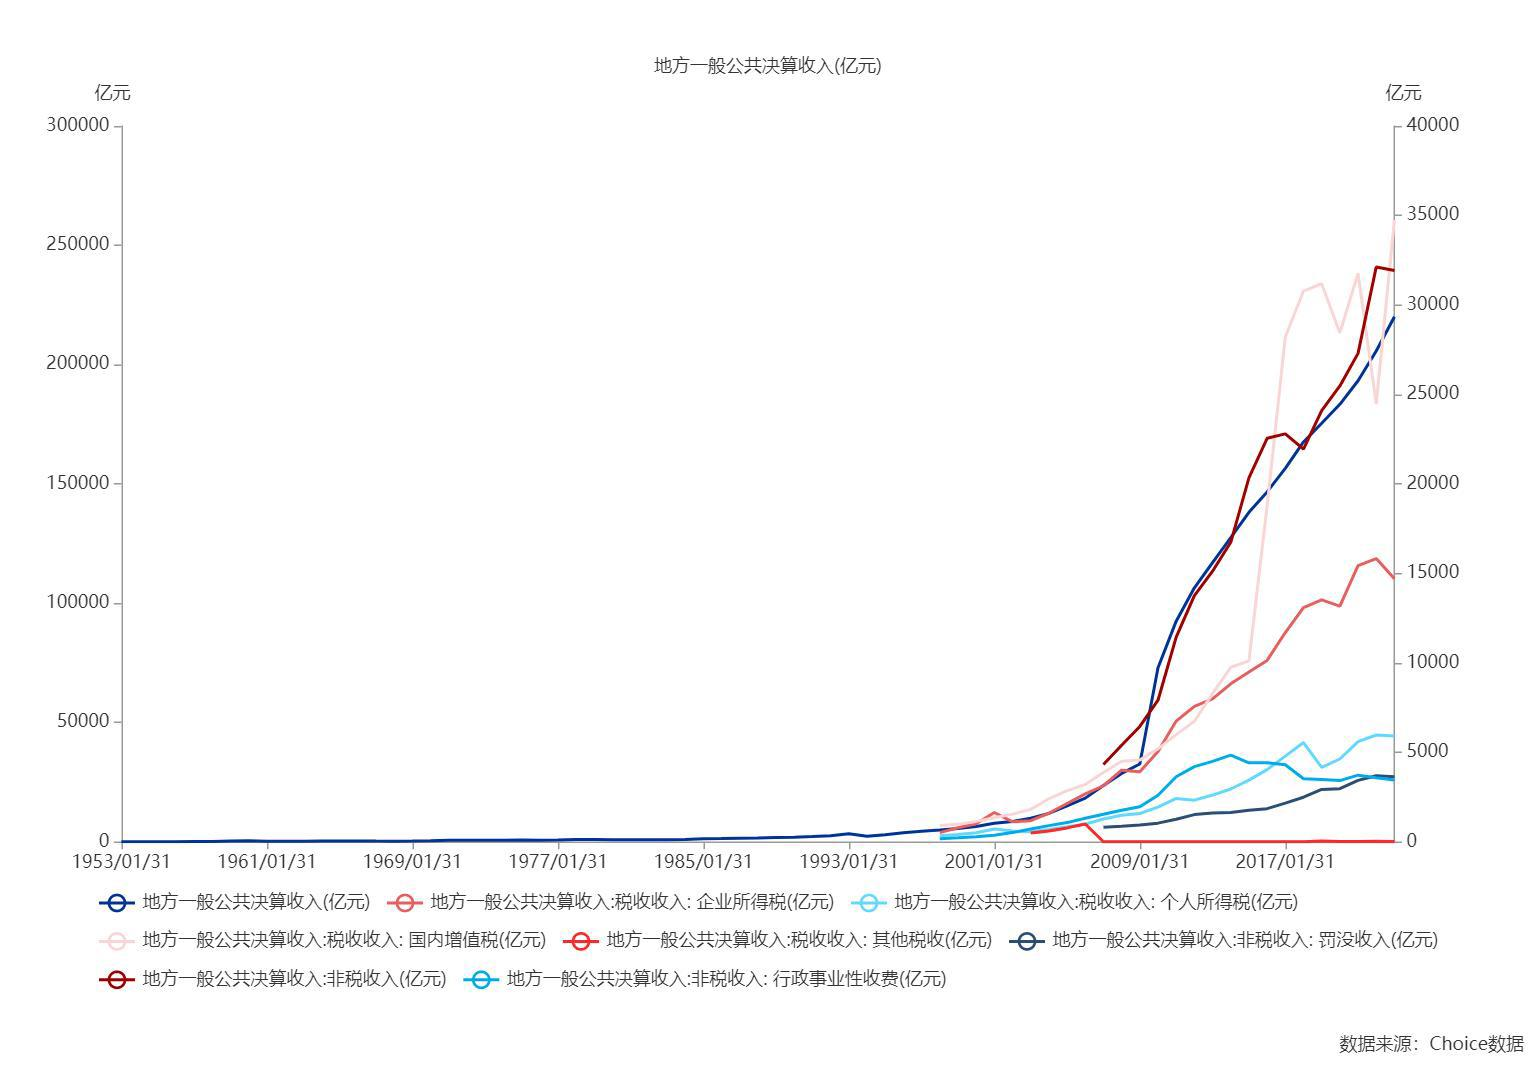 地方一般公共决算收入(亿元)
亿元 亿元
300000 40000
35000
250000
30000
200000
25000
150000 20000
15000
100000
10000
50000 5000
0 0
1953/01/31 1961/01/31 1969/01/31 1977/01/31 1985/01/31 1993/01/31 2001/01/31 2009/01/31 2017/01/31
地方一般公共决算收入(亿元) 地方一般公共决算收入:税收收入: 企业所得税(亿元) 地方一般公共决算收入:税收收入: 个人所得税(亿元)
地方一般公共决算收入:税收收入: 国内增值税(亿元) 地方一般公共决算收入:税收收入: 其他税收(亿元) 地方一般公共决算收入:非税收入: 罚没收入(亿元)
地方一般公共决算收入:非税收入(亿元) 地方一般公共决算收入:非税收入: 行政事业性收费(亿元)
数据来源：Choice数据